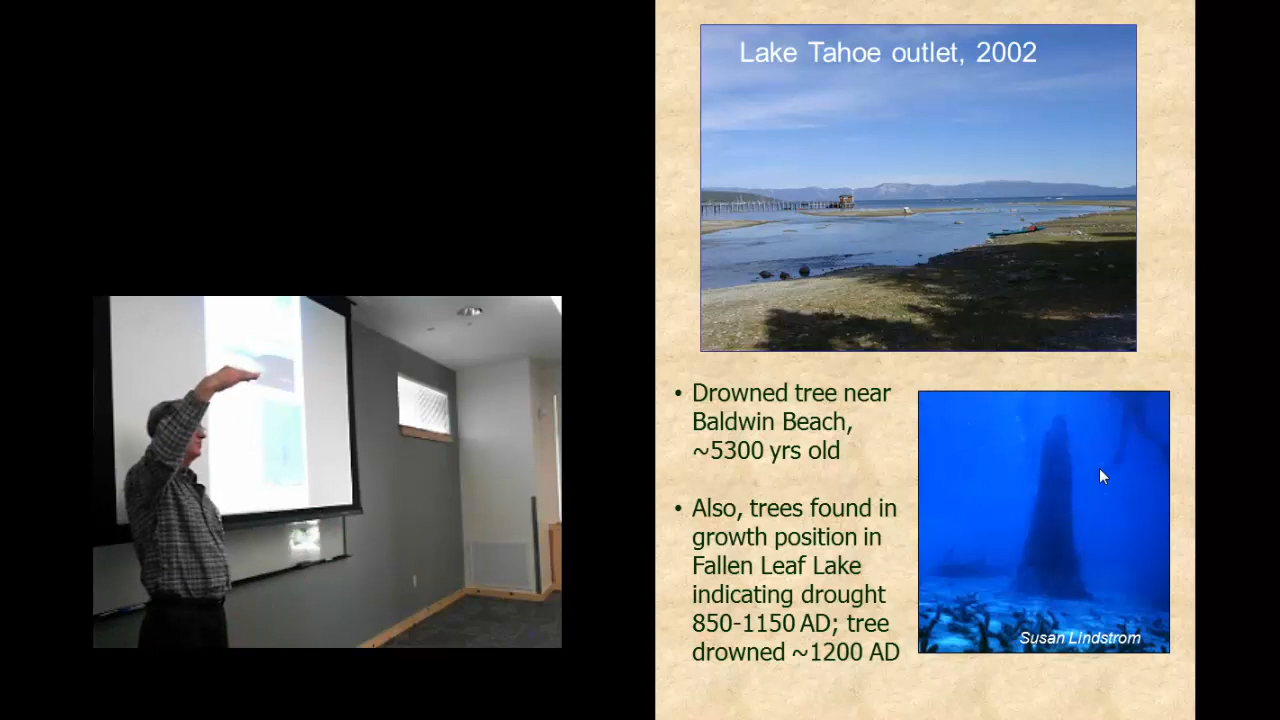 Lake Tahoe outlet, 2002
• Drowned tree near
Baldwin Beach,
~5300 yrs old
• Also, trees found in
growth position in
Fallen Leaf Lake
indicating drought
850-1150 AD; tree
drowned ~1200 AD
Susan Lindstrom